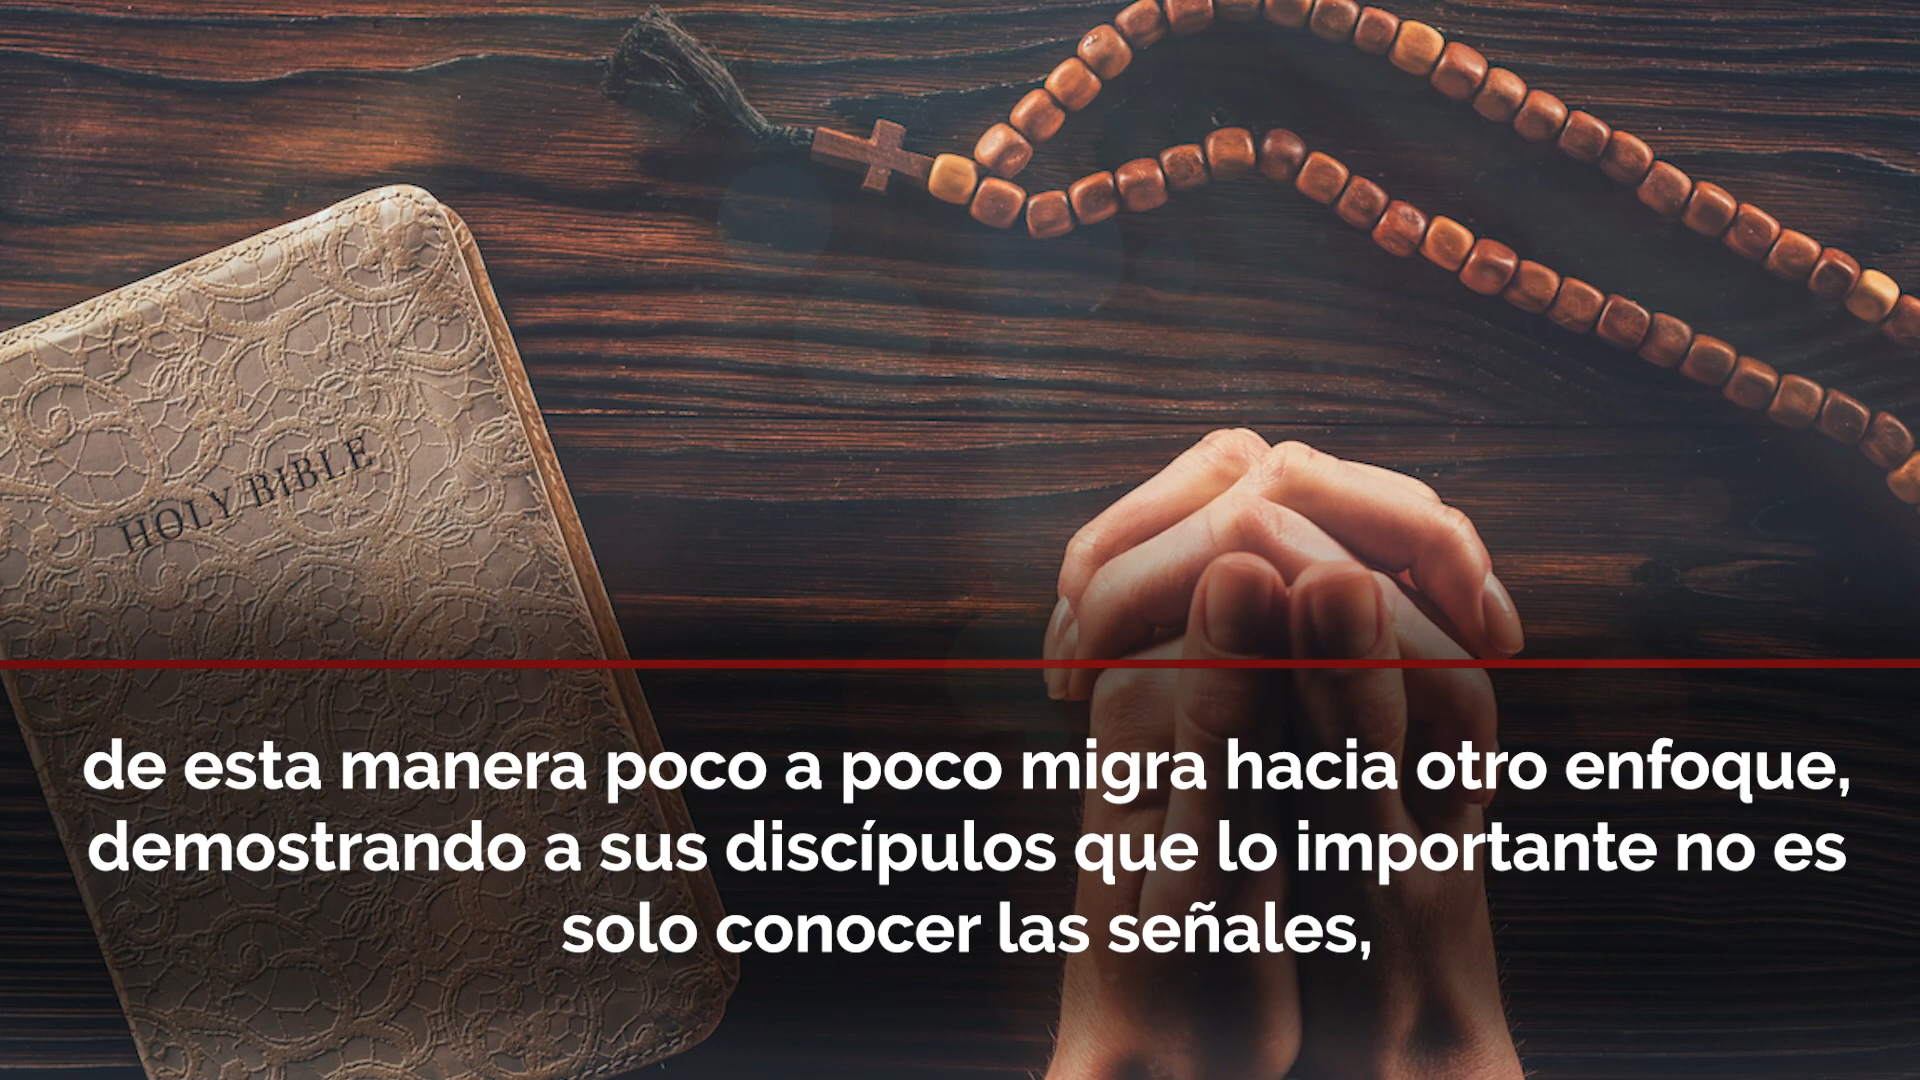 HOLY BIBLE
de esta manera poco a poco migra hacia otro enfoque,
demostrando a sus discípulos que lo importante no es
solo conocer las señales,